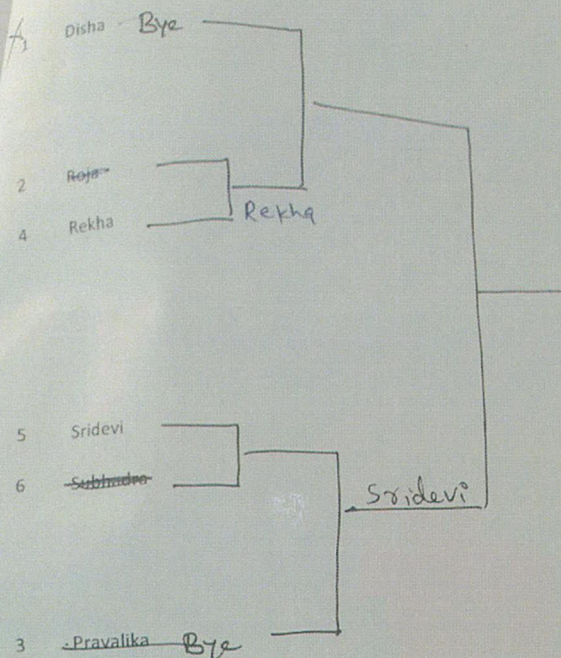 1 Disha Bye
2 Roja
Rekha
4 Rekha
5 Sridevi
6 Subhadra
Sridevi
3 Pravalika Bye